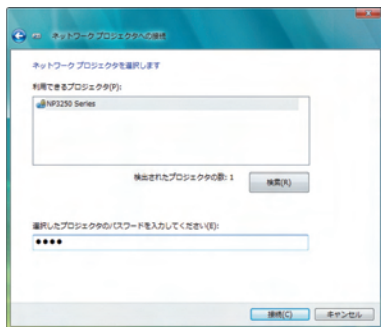 ネットワーク プロジェクタへの接続
ネットワーク プロジェクタを選択します
利用できるプロジェクタ(P):
NP3250 Series
検出されたプロジェクタの数: 1
検索(R)
選択したプロジェクタのパスワードを入力してください(E):
●●●●
接続(C)
キャンセル